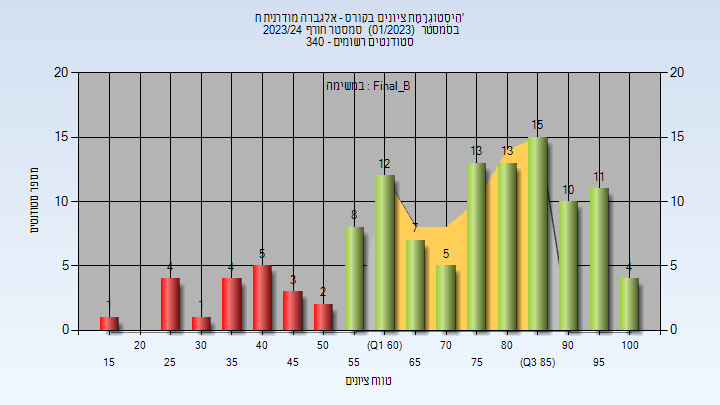 הִיסְטוֹגְרָמַת ציונים בקורס - אלגברה מודרנית ח'
בסמסטר (01/2023) סמסטר חורף 2023/24
סטודנטים רשומים - 340
במשימה : Final_B
20 20
15 15
10 10
5 5
0 0
מספר סטודנטים
1 4 1 4 5 3 2 8 12 7 5 13 13 15 10 11 4
20 30 40 50 (Q1 60) 70 80 90 100
15 25 35 45 55 65 75 (Q3 85) 95
טווח ציונים